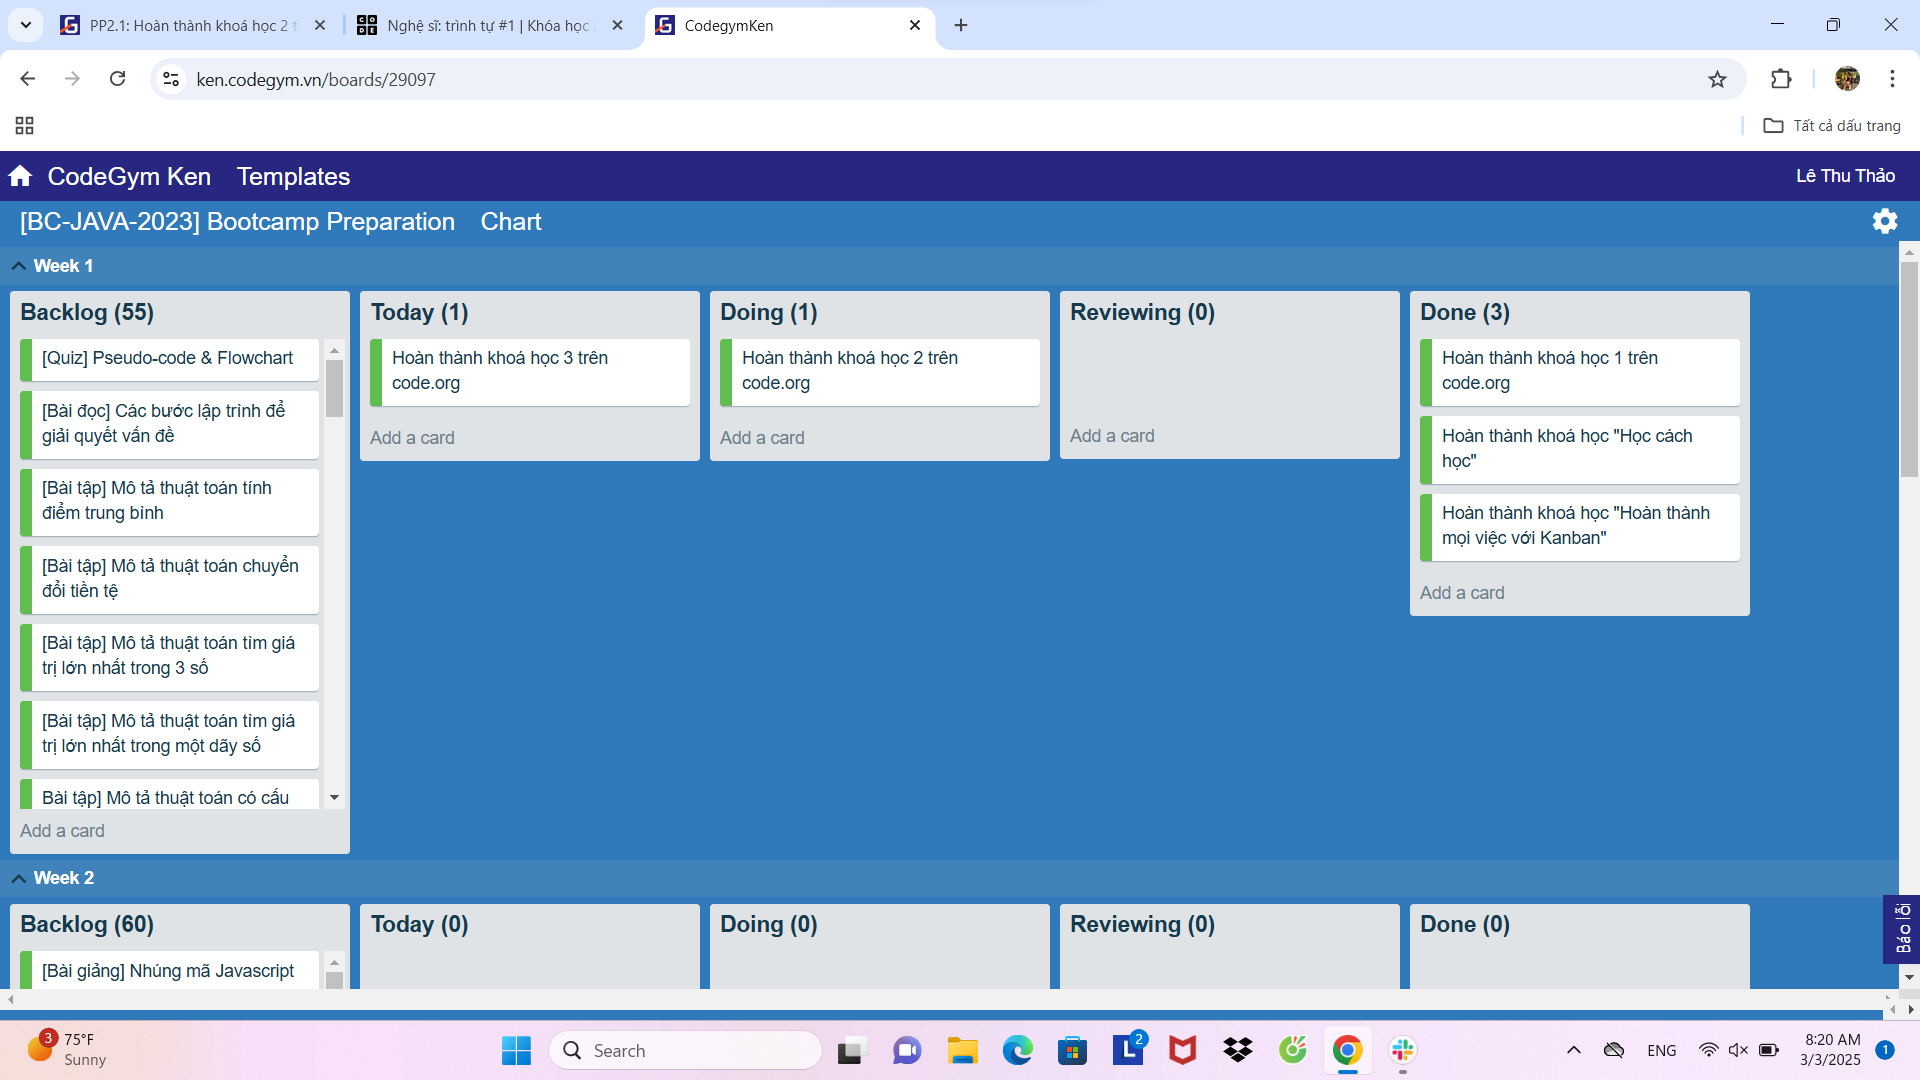 PP2.1: Hoàn thành khoá học 2 t
Nghệ sĩ: trình tự #1 | Khóa học
CodegymKen
ken.codegym.vn/boards/29097
Tất cả dấu trang
CodeGym Ken
Templates
Lê Thu Thảo
[BC-JAVA-2023] Bootcamp Preparation
Chart
Week 1
Backlog (55)
[Quiz] Pseudo-code & Flowchart
[Bài đọc] Các bước lập trình để
giải quyết vấn đề
[Bài tập] Mô tả thuật toán tính
điểm trung bình
[Bài tập] Mô tả thuật toán chuyển
đổi tiền tệ
[Bài tập] Mô tả thuật toán tìm giá
trị lớn nhất trong 3 số
[Bài tập] Mô tả thuật toán tìm giá
trị lớn nhất trong một dãy số
Bài tập] Mô tả thuật toán có cấu
Add a card
Today (1)
Hoàn thành khoá học 3 trên
code.org
Add a card
Doing (1)
Hoàn thành khoá học 2 trên
code.org
Add a card
Reviewing (0)
Add a card
Done (3)
Hoàn thành khoá học 1 trên
code.org
Hoàn thành khoá học "Học cách
học"
Hoàn thành khoá học "Hoàn thành
mọi việc với Kanban"
Add a card
Week 2
Backlog (60)
[Bài giảng] Nhúng mã Javascript
Today (0)
Doing (0)
Reviewing (0)
Done (0)
Báo lỗi
3
75°F
Sunny
Search
2
ENG
8:20 AM
3/3/2025
1